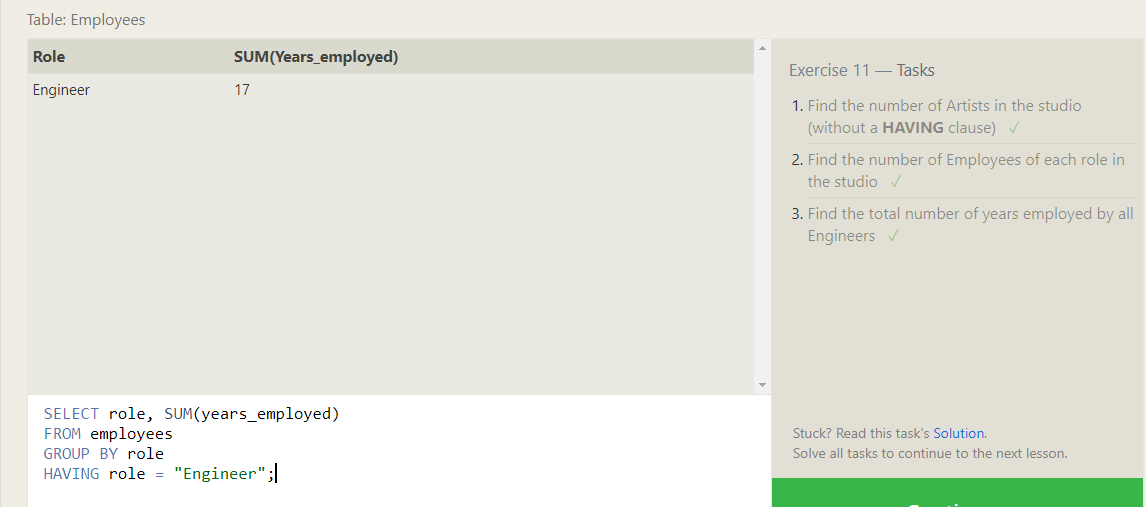 Table: Employees
Role SUM(Years_employed)
Engineer 17
Exercise 11 — Tasks
1. Find the number of Artists in the studio
(without a HAVING clause) ✓
2. Find the number of Employees of each role in
the studio ✓
3. Find the total number of years employed by all
Engineers ✓
Stuck? Read this task's Solution.
Solve all tasks to continue to the next lesson.
SELECT role, SUM(years_employed)
FROM employees
GROUP BY role
HAVING role = "Engineer";